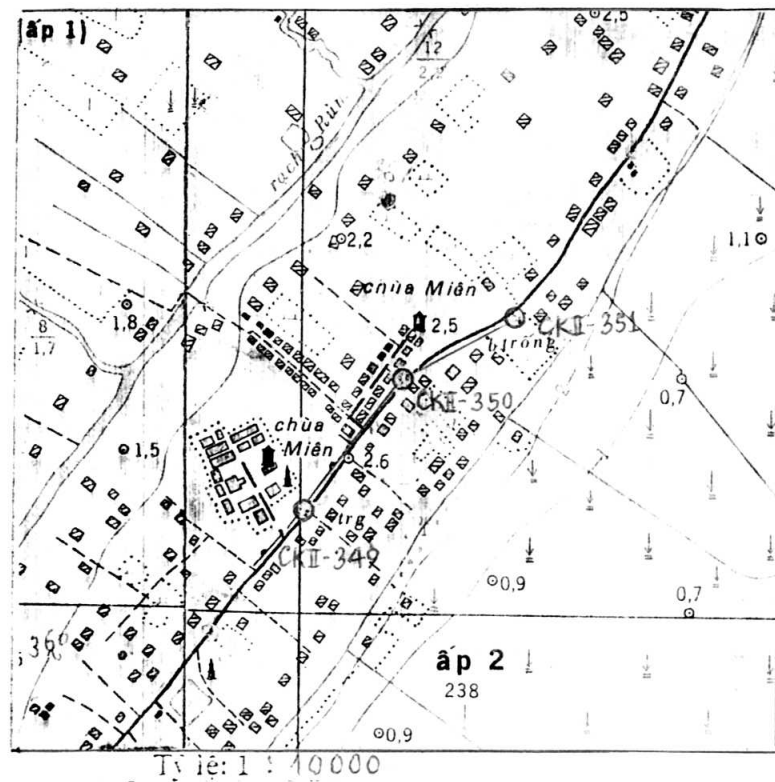 (ấp 1)
2,5
12
rạch
2,2
1,1
chùa Miên
1,8
2,5
CKII-351
b.trồng
8
1,7
CKII-350
0,7
chùa
Miên
1,5
2.6
trg
CKII-349
0,9
0,7
ấp 2
238
0,9
Tỷ lệ: 1 : 10000